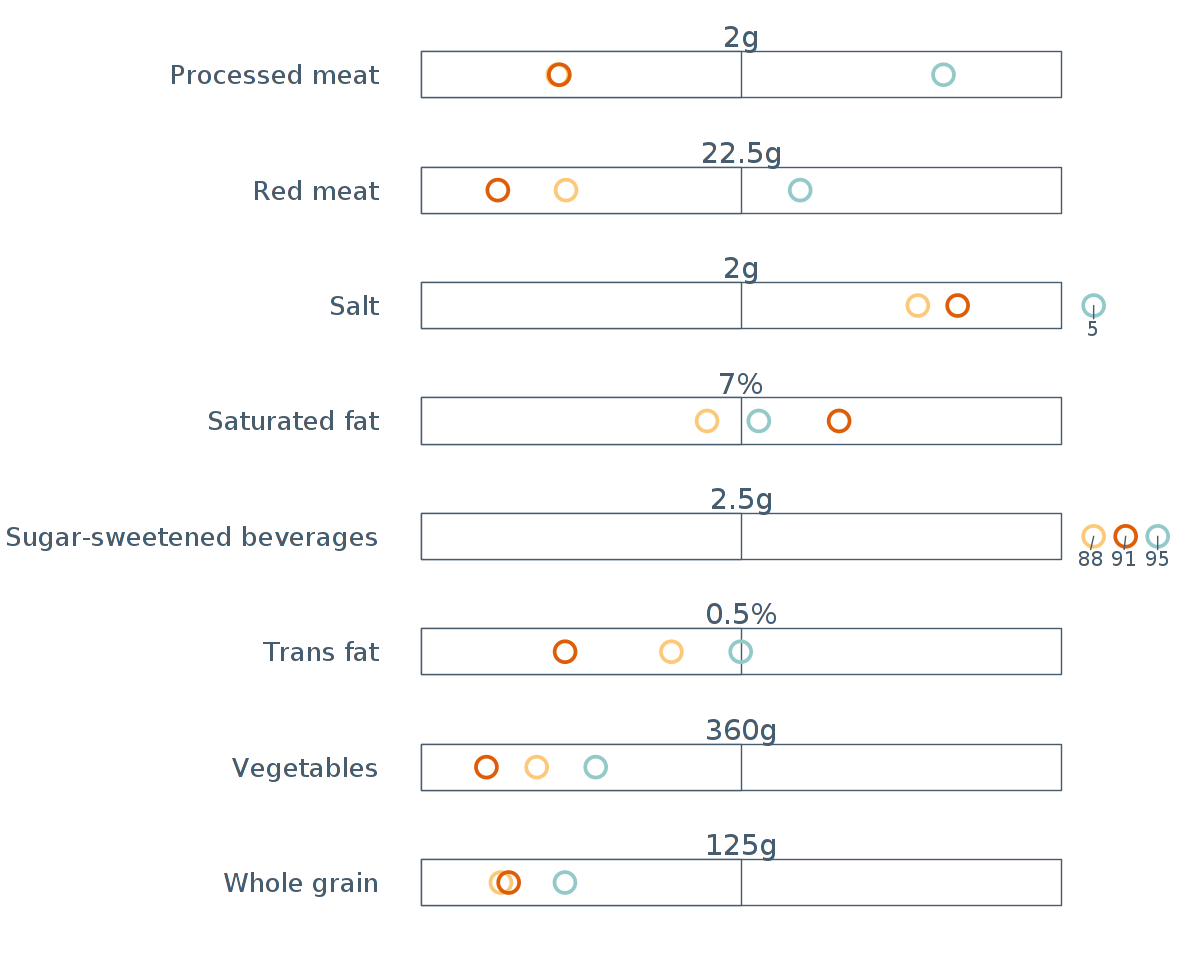 2g
Processed meat
22.5g
Red meat
2g
Salt
5
7%
Saturated fat
2.5g
Sugar-sweetened beverages
88 91 95
0.5%
Trans fat
360g
Vegetables
125g
Whole grain